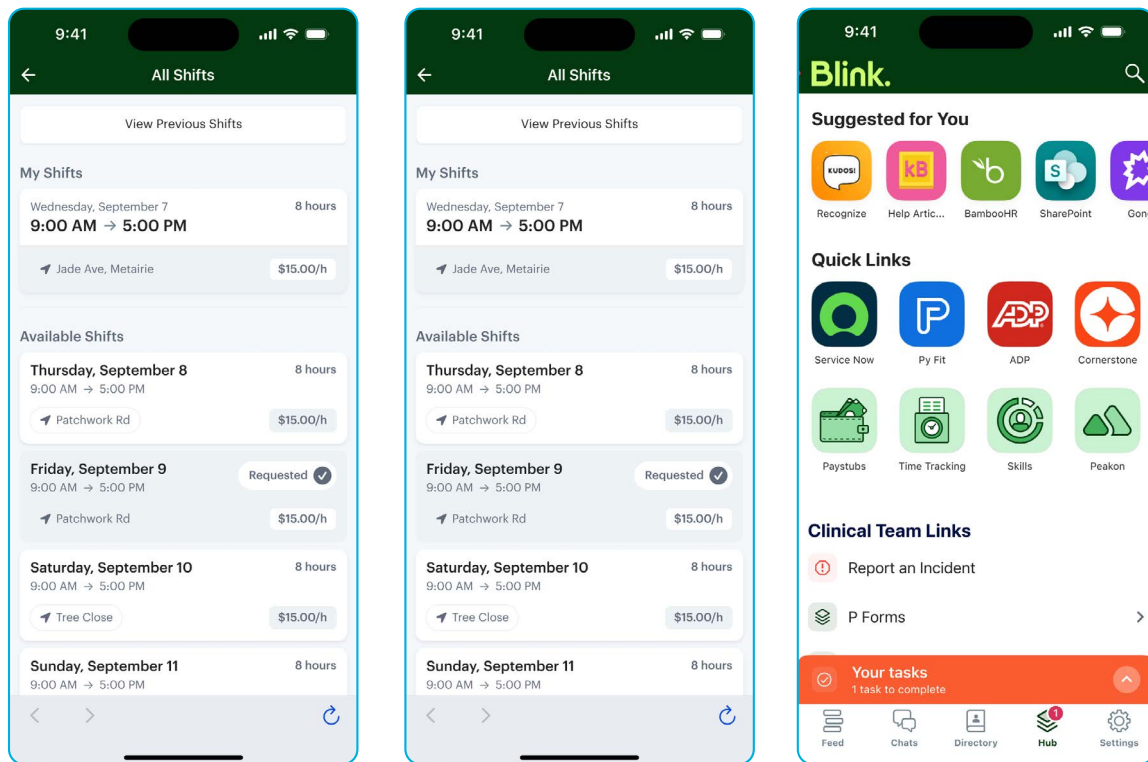 9:41
All Shifts
View Previous Shifts
My Shifts
Wednesday, September 7
8 hours
9:00 AM → 5:00 PM
Jade Ave, Metairie
$15.00/h
Available Shifts
Thursday, September 8
8 hours
9:00 AM → 5:00 PM
Patchwork Rd
$15.00/h
Friday, September 9
Requested
9:00 AM → 5:00 PM
Patchwork Rd
$15.00/h
Saturday, September 10
8 hours
9:00 AM → 5:00 PM
Tree Close
$15.00/h
Sunday, September 11
8 hours
9:00 AM → 5:00 PM
9:41
All Shifts
View Previous Shifts
My Shifts
Wednesday, September 7
8 hours
9:00 AM → 5:00 PM
Jade Ave, Metairie
$15.00/h
Available Shifts
Thursday, September 8
8 hours
9:00 AM → 5:00 PM
Patchwork Rd
$15.00/h
Friday, September 9
Requested
9:00 AM → 5:00 PM
Patchwork Rd
$15.00/h
Saturday, September 10
8 hours
9:00 AM → 5:00 PM
Tree Close
$15.00/h
Sunday, September 11
8 hours
9:00 AM → 5:00 PM
9:41
Blink.
Suggested for You
KUDOS!
kB
b
S
Recognize
Help Artic...
BambooHR
SharePoint
Gon
Quick Links
P
ADP
Service Now
Py Fit
ADP
Cornerstone
Paystubs
Time Tracking
Skills
Peakon
Clinical Team Links
Report an Incident
P Forms
Your tasks
1 task to complete
1
Feed
Chats
Directory
Hub
Settings